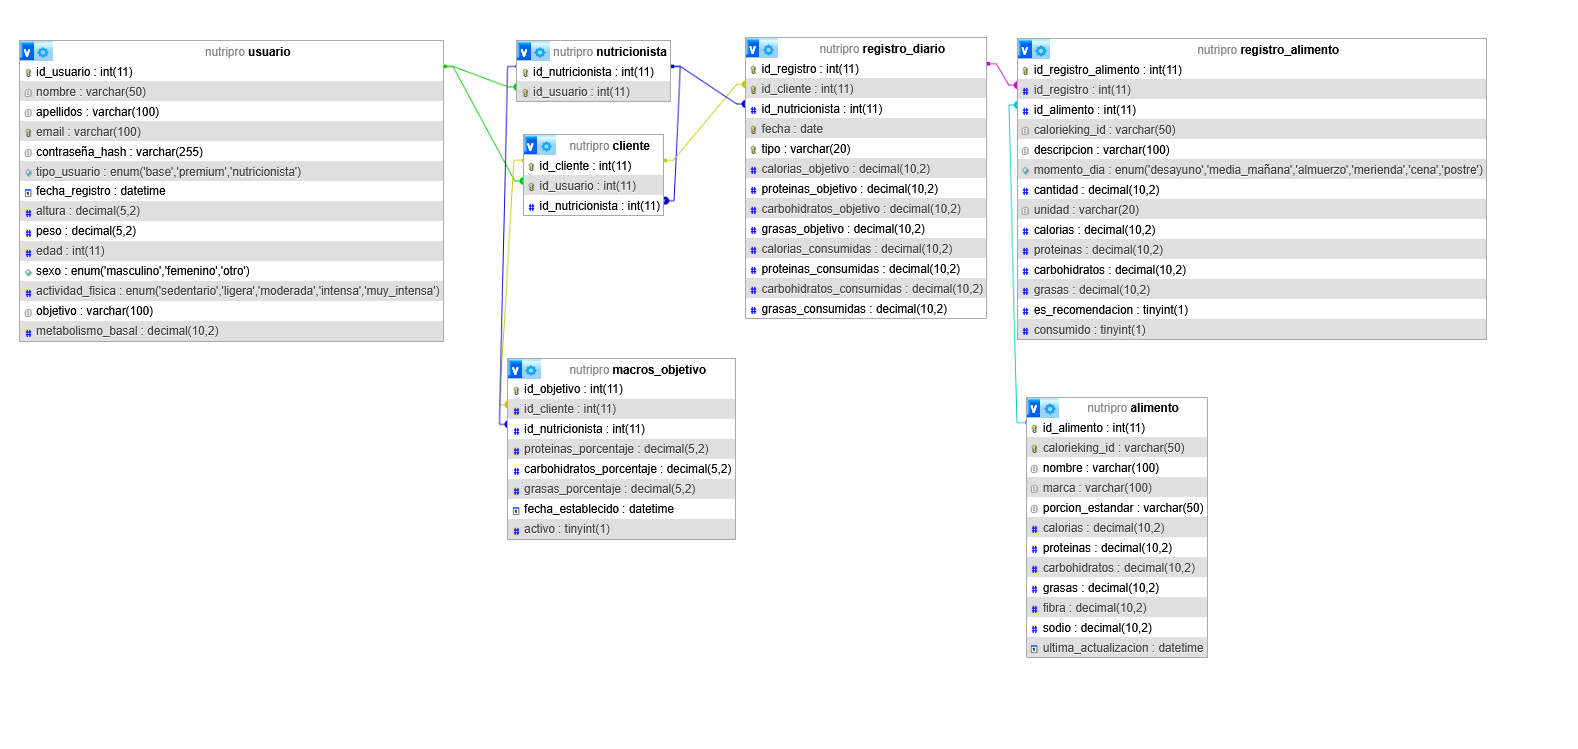 nutripro usuario
id_usuario : int(11)
nombre : varchar(50)
apellidos : varchar(100)
email : varchar(100)
contraseña_hash : varchar(255)
tipo_usuario : enum('base','premium','nutricionista')
fecha_registro : datetime
altura : decimal(5,2)
peso : decimal(5,2)
edad : int(11)
sexo : enum('masculino','femenino','otro')
actividad_fisica : enum('sedentario','ligera','moderada','intensa','muy_intensa')
objetivo : varchar(100)
metabolismo_basal : decimal(10,2)
nutripro nutricionista
id_nutricionista : int(11)
id_usuario : int(11)
nutripro cliente
id_cliente : int(11)
id_usuario : int(11)
id_nutricionista : int(11)
nutripro macros_objetivo
id_objetivo : int(11)
id_cliente : int(11)
id_nutricionista : int(11)
proteinas_porcentaje : decimal(5,2)
carbohidratos_porcentaje : decimal(5,2)
grasas_porcentaje : decimal(5,2)
fecha_establecido : datetime
activo : tinyint(1)
nutripro registro_diario
id_registro : int(11)
id_cliente : int(11)
id_nutricionista : int(11)
fecha : date
tipo : varchar(20)
calorias_objetivo : decimal(10,2)
proteinas_objetivo : decimal(10,2)
carbohidratos_objetivo : decimal(10,2)
grasas_objetivo : decimal(10,2)
calorias_consumidas : decimal(10,2)
proteinas_consumidas : decimal(10,2)
carbohidratos_consumidas : decimal(10,2)
grasas_consumidas : decimal(10,2)
nutripro registro_alimento
id_registro_alimento : int(11)
id_registro : int(11)
id_alimento : int(11)
calorieking_id : varchar(50)
descripcion : varchar(100)
momento_dia : enum('desayuno','media_mañana','almuerzo','merienda','cena','postre')
cantidad : decimal(10,2)
unidad : varchar(20)
calorias : decimal(10,2)
proteinas : decimal(10,2)
carbohidratos : decimal(10,2)
grasas : decimal(10,2)
es_recomendacion : tinyint(1)
consumido : tinyint(1)
nutripro alimento
id_alimento : int(11)
calorieking_id : varchar(50)
nombre : varchar(100)
marca : varchar(100)
porcion_estandar : varchar(50)
calorias : decimal(10,2)
proteinas : decimal(10,2)
carbohidratos : decimal(10,2)
grasas : decimal(10,2)
fibra : decimal(10,2)
sodio : decimal(10,2)
ultima_actualizacion : datetime